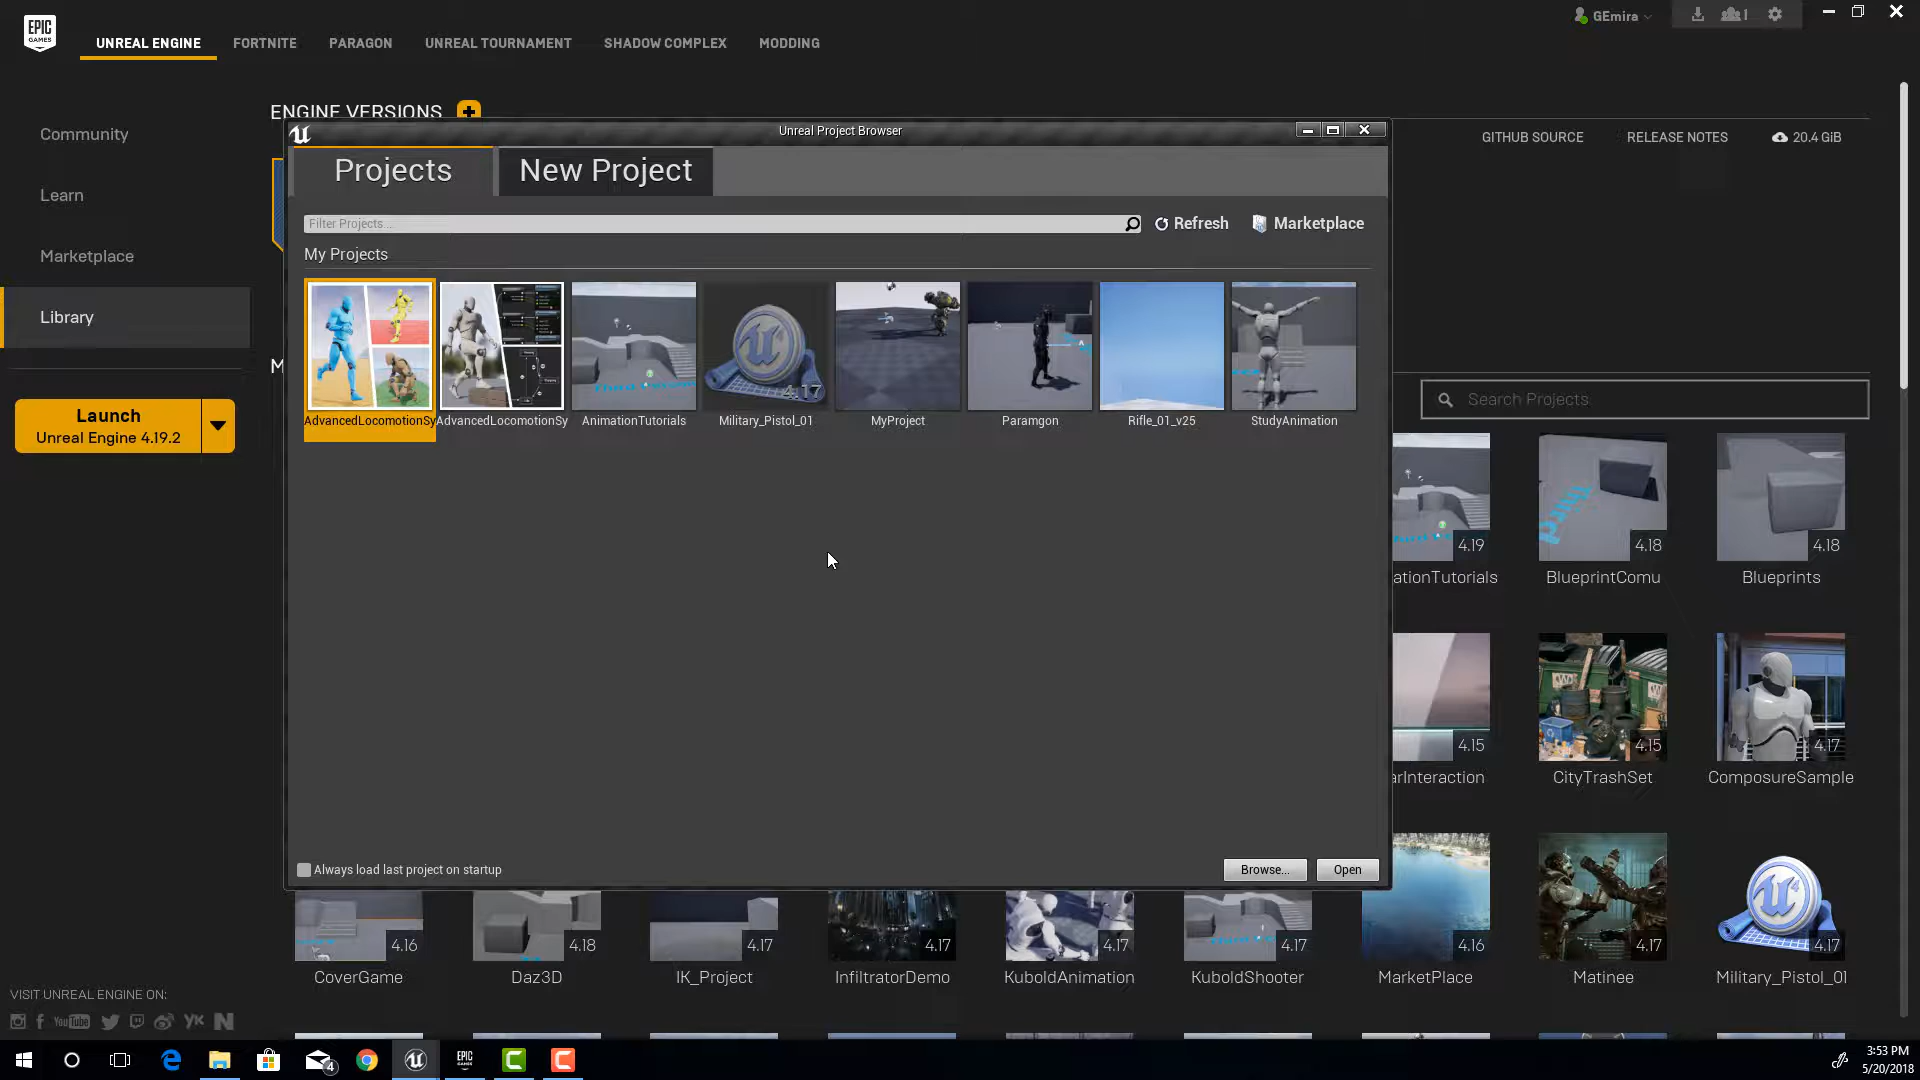 EPIC
GAMES
UNREAL ENGINE
FORTNITE
PARAGON
UNREAL TOURNAMENT
SHADOW COMPLEX
MODDING
GEmira
1
ENGINE VERSIONS
Community
Learn
Marketplace
Library
Launch
Unreal Engine 4.19.2
GITHUB SOURCE
RELEASE NOTES
20.4 GiB
Unreal Project Browser
Projects
New Project
Filter Projects...
Refresh
Marketplace
My Projects
4.17
AdvancedLocomotionSy
AdvancedLocomotionSy
AnimationTutorials
Military_Pistol_01
MyProject
Paramgon
Rifle_01_v25
StudyAnimation
Always load last project on startup
Browse...
Open
M
Search Projects
4.19
4.18
4.18
ationTutorials
BlueprintComu
Blueprints
4.15
4.15
4.17
arInteraction
CityTrashSet
ComposureSample
4.16
4.18
4.17
4.17
4.17
4.17
4.16
4.17
4.17
CoverGame
Daz3D
IK_Project
InfiltratorDemo
KuboldAnimation
KuboldShooter
MarketPlace
Matinee
Military_Pistol_01
VISIT UNREAL ENGINE ON:
YouTube
4
EPIC
GAMES
3:53 PM
5/20/2018